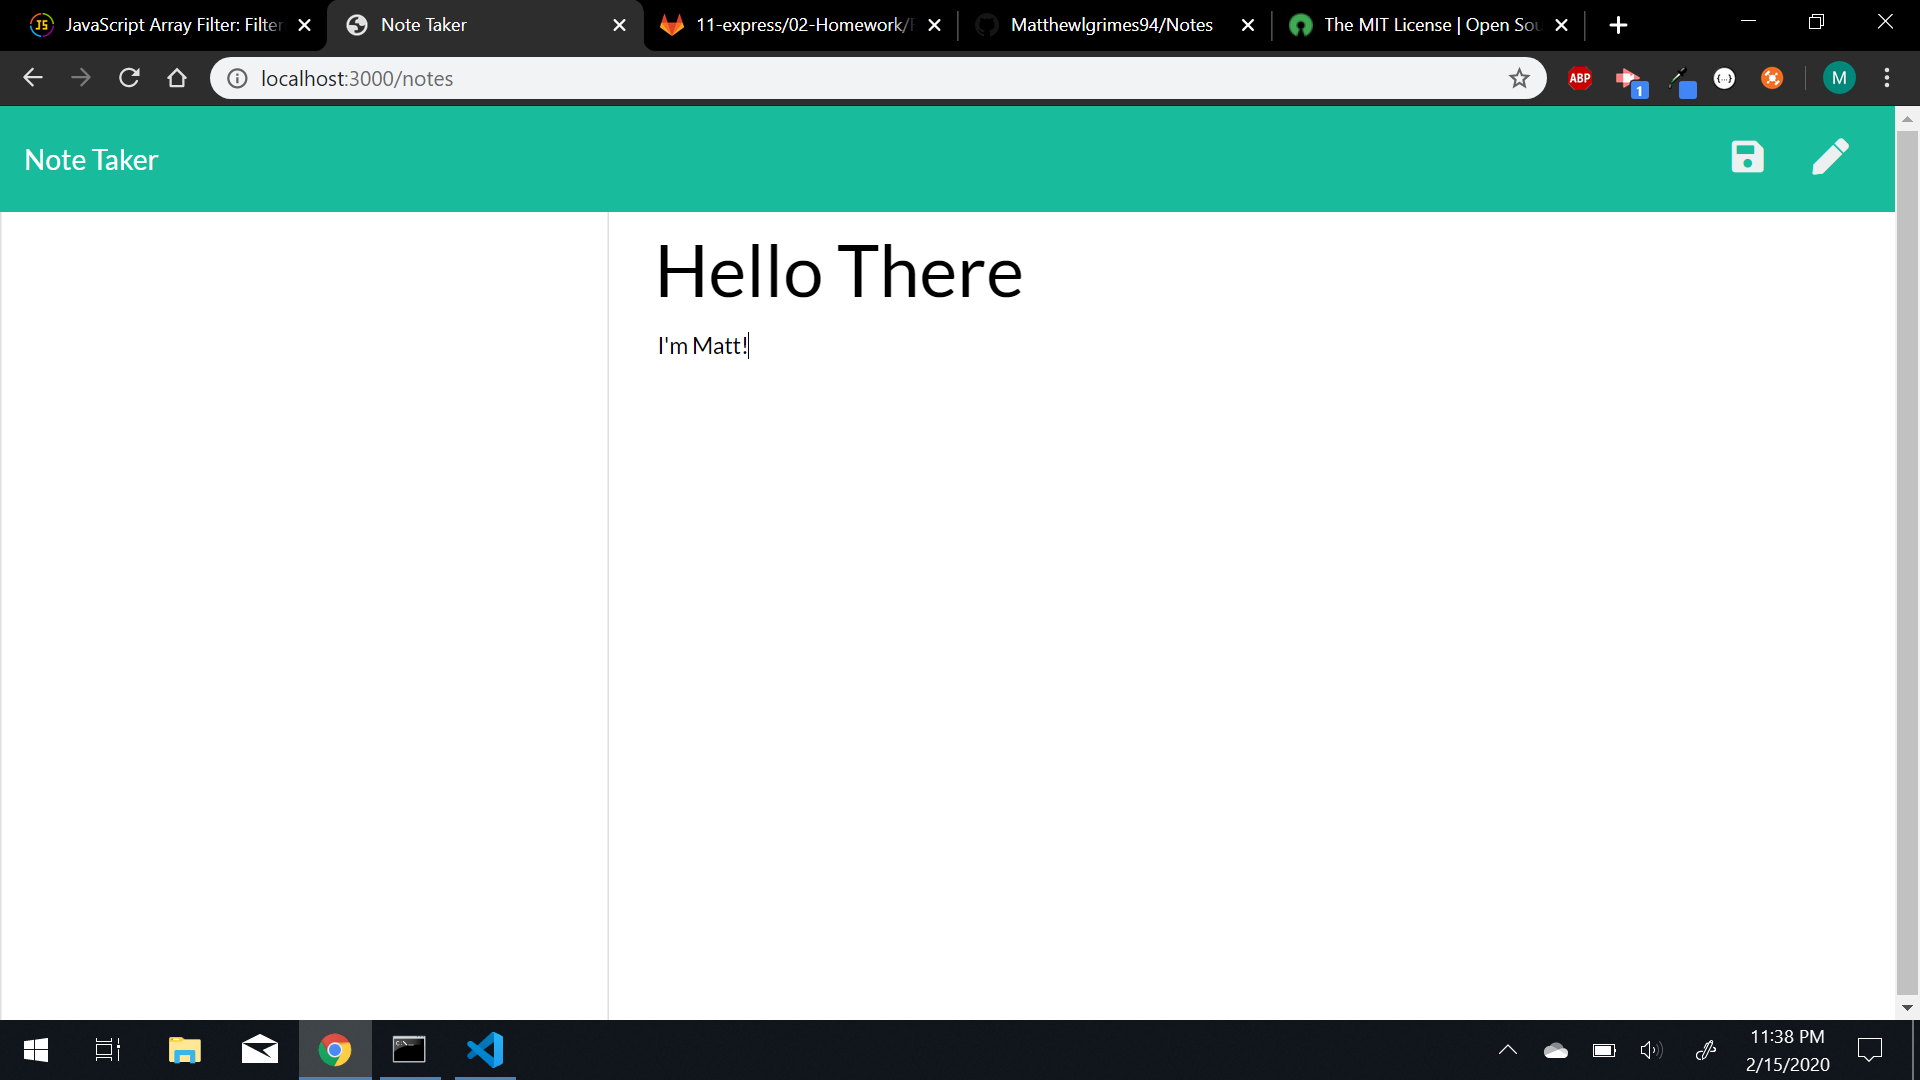 JavaScript Array Filter: Filter
Note Taker
11-express/02-Homework/
Matthewlgrimes94/Notes
The MIT License | Open Sou
localhost:3000/notes
ABP
1
M
Note Taker
Hello There
I'm Matt!
11:38 PM
2/15/2020